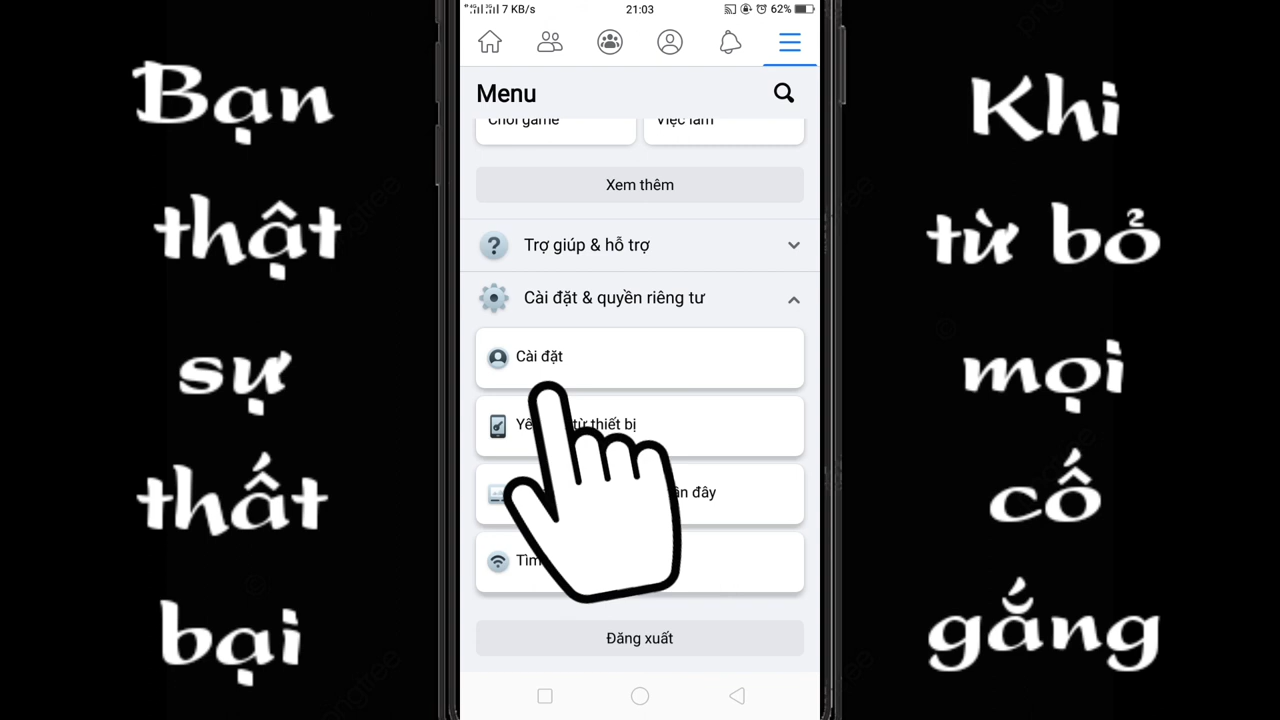 Bạn
thật
sự
thất
bại
7 KB/s
21:03
62%
Menu
Chơi game
Việc làm
Xem thêm
Trợ giúp & hỗ trợ
Cài đặt & quyền riêng tư
Cài đặt
từ thiết bị
đây
Đăng xuất
Khi
từ bỏ
mọi
cố
gắng